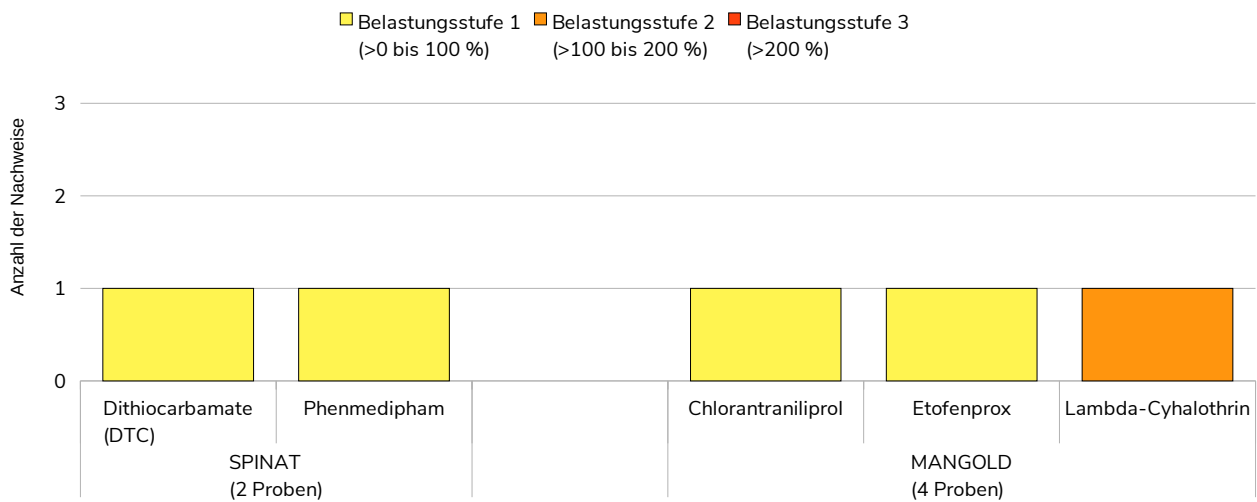 Belastungsstufe 1
(>0 bis 100 %)
Belastungsstufe 2
(>100 bis 200 %)
Belastungsstufe 3
(>200 %)
Anzahl der Nachweise
3
2
1
0
Dithiocarbamate
(DTC)
Phenmedipham
Chlorantraniliprol
Etofenprox
Lambda-Cyhalothrin
SPINAT
(2 Proben)
MANGOLD
(4 Proben)